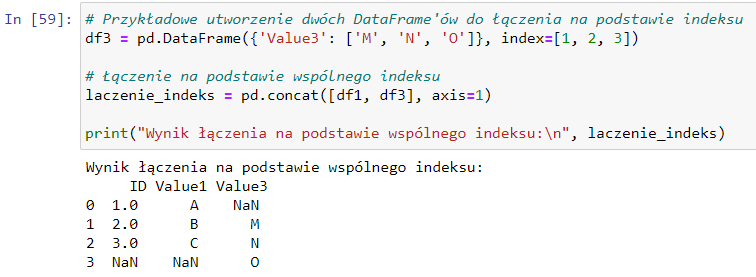 In [59]: # Przykładowe utworzenie dwóch DataFrame'ów do łączenia na podstawie indeksu
df3 = pd.DataFrame({'Value3': ['M', 'N', 'O']}, index=[1, 2, 3])
# Łączenie na podstawie wspólnego indeksu
laczenie_indeks = pd.concat([df1, df3], axis=1)
print("Wynik łączenia na podstawie wspólnego indeksu:\n", laczenie_indeks)
Wynik łączenia na podstawie wspólnego indeksu:
ID Value1 Value3
0 1.0 A NaN
1 2.0 B M
2 3.0 C N
3 NaN NaN O